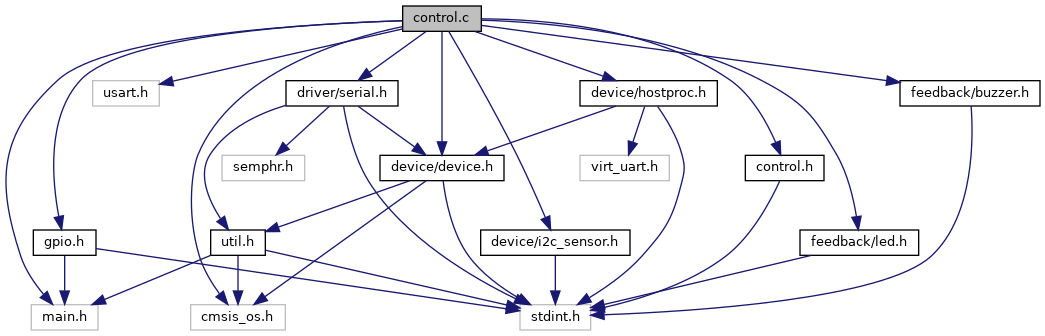 control.c
usart.h
driver/serial.h
device/hostproc.h
feedback/buzzer.h
semphr.h
device/device.h
virt_uart.h
control.h
gpio.h
util.h
device/i2c_sensor.h
feedback/led.h
main.h
cmsis_os.h
stdint.h